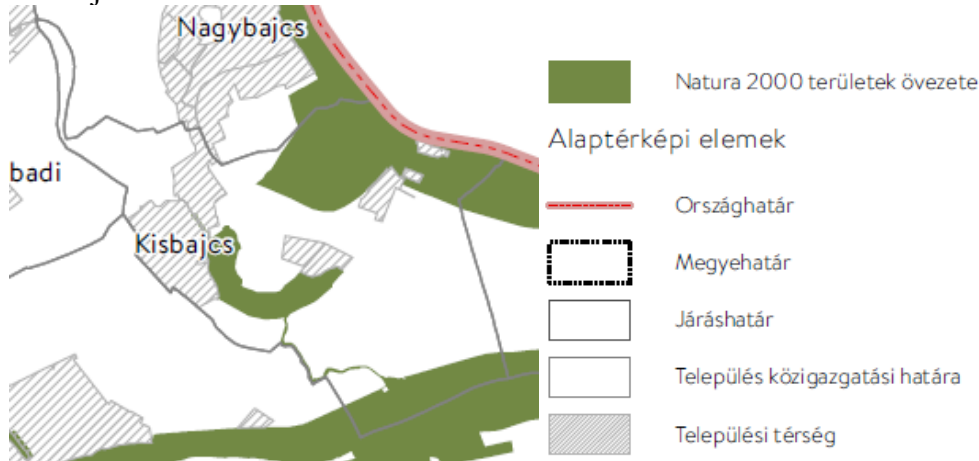 Nagybajcs
badi
Kisbajcs
Natura 2000 területek övezete
Alaptérképi elemek
Országhatár
Megyehatár
Járáshatár
Település közigazgatási határa
Települési térség